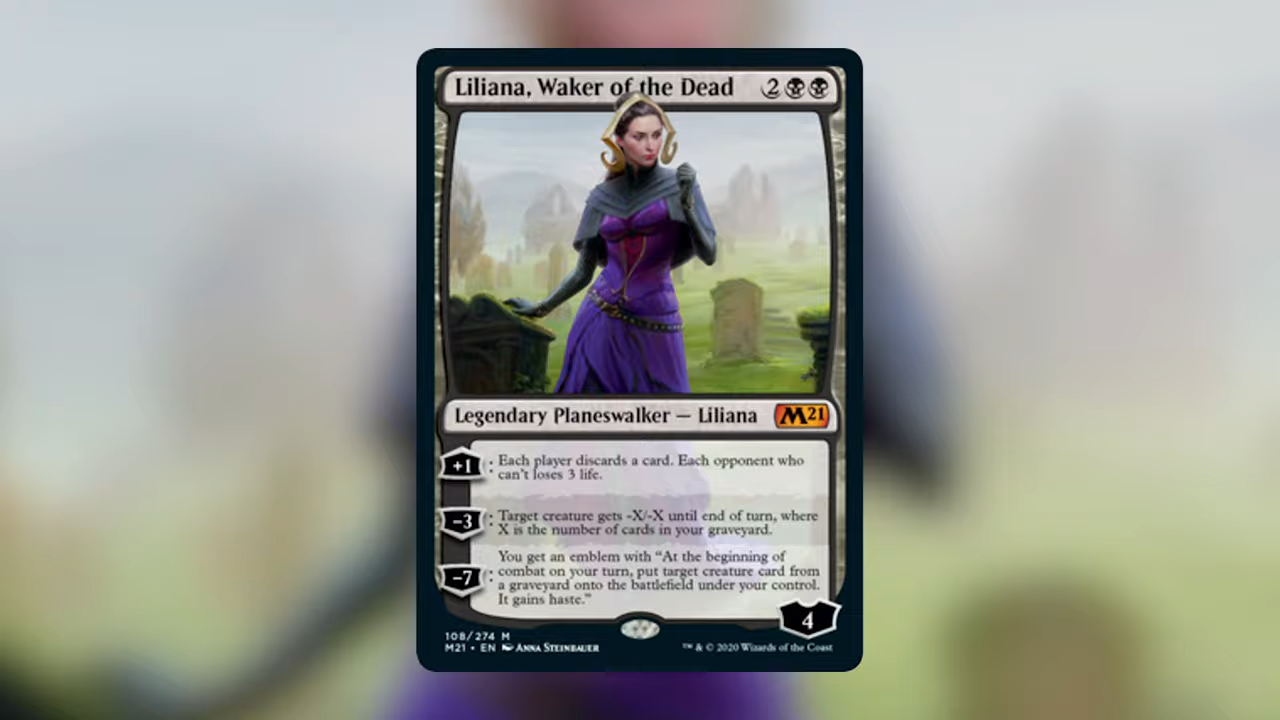 Liliana, Waker of the Dead 2
Legendary Planeswalker — Liliana M21
+1 : Each player discards a card. Each opponent who
can't loses 3 life.
-3 : Target creature gets -X/-X until end of turn, where
X is the number of cards in your graveyard.
You get an emblem with “At the beginning of
combat on your turn, put target creature card from
-7 : a graveyard onto the battlefield under your control.
It gains haste.”
4
108/274 M
M21 • EN Anna Steinbauer ™ & © 2020 Wizards of the Coast